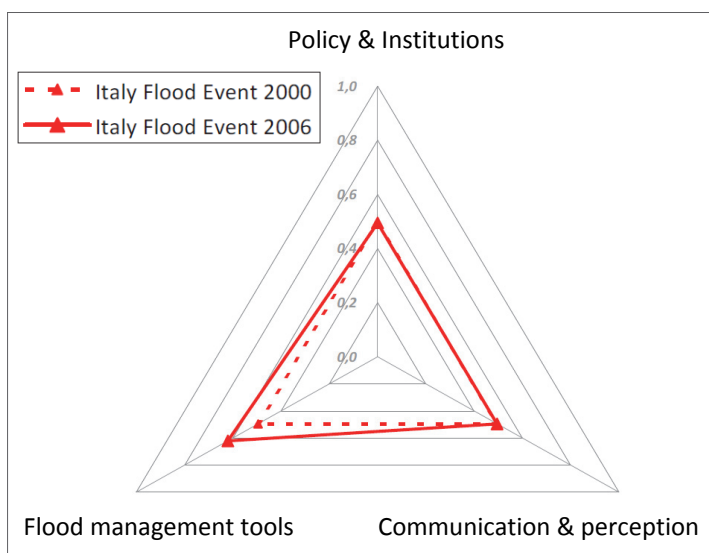 Policy & Institutions
Italy Flood Event 2000
Italy Flood Event 2006
1,0
0,8
0,6
0,4
0,2
0,0
Flood management tools
Communication & perception